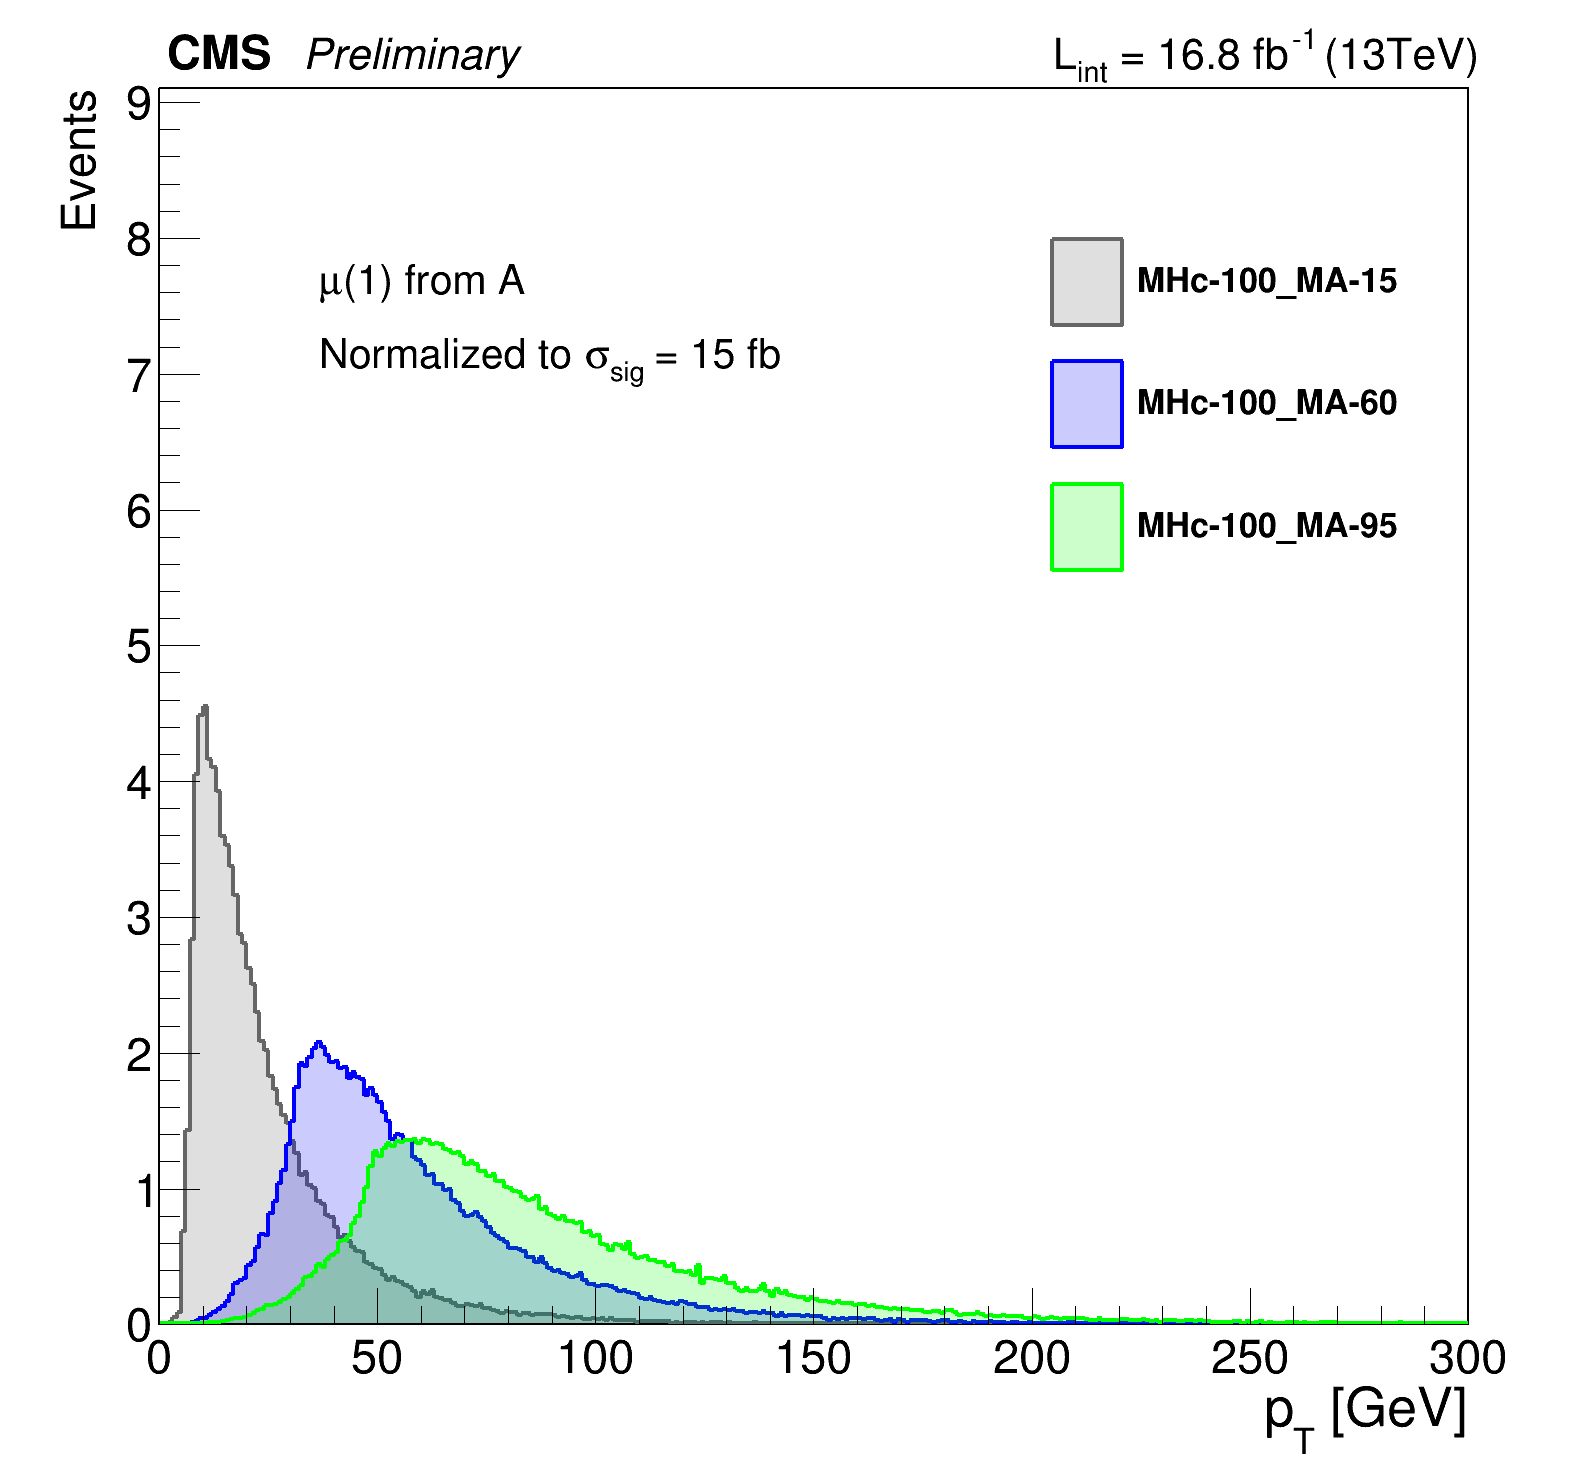 CMS Preliminary L_int = 16.8 fb^-1 (13TeV)
Events
9
8
7
6
5
4
3
2
1
0
μ(1) from A
Normalized to σ_sig = 15 fb
MHc-100_MA-15
MHc-100_MA-60
MHc-100_MA-95
0 50 100 150 200 250 300
p_T [GeV]